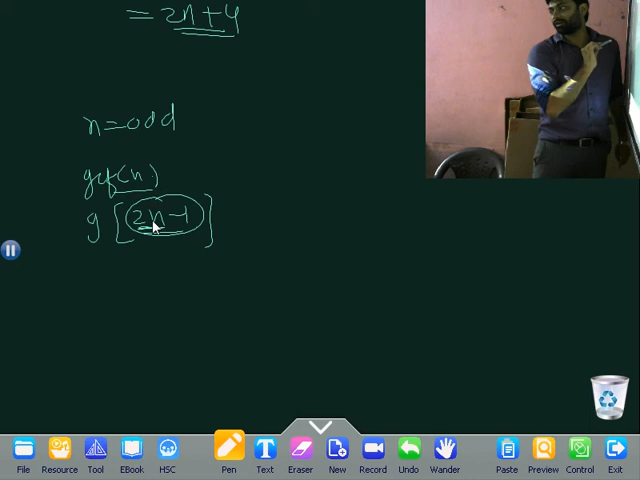 = 2n + 4
n = odd
gof(n)
g [2n-1]
File Resource Tool EBook HSC Pen Text Eraser New Record Undo Wander Paste Preview Control Exit